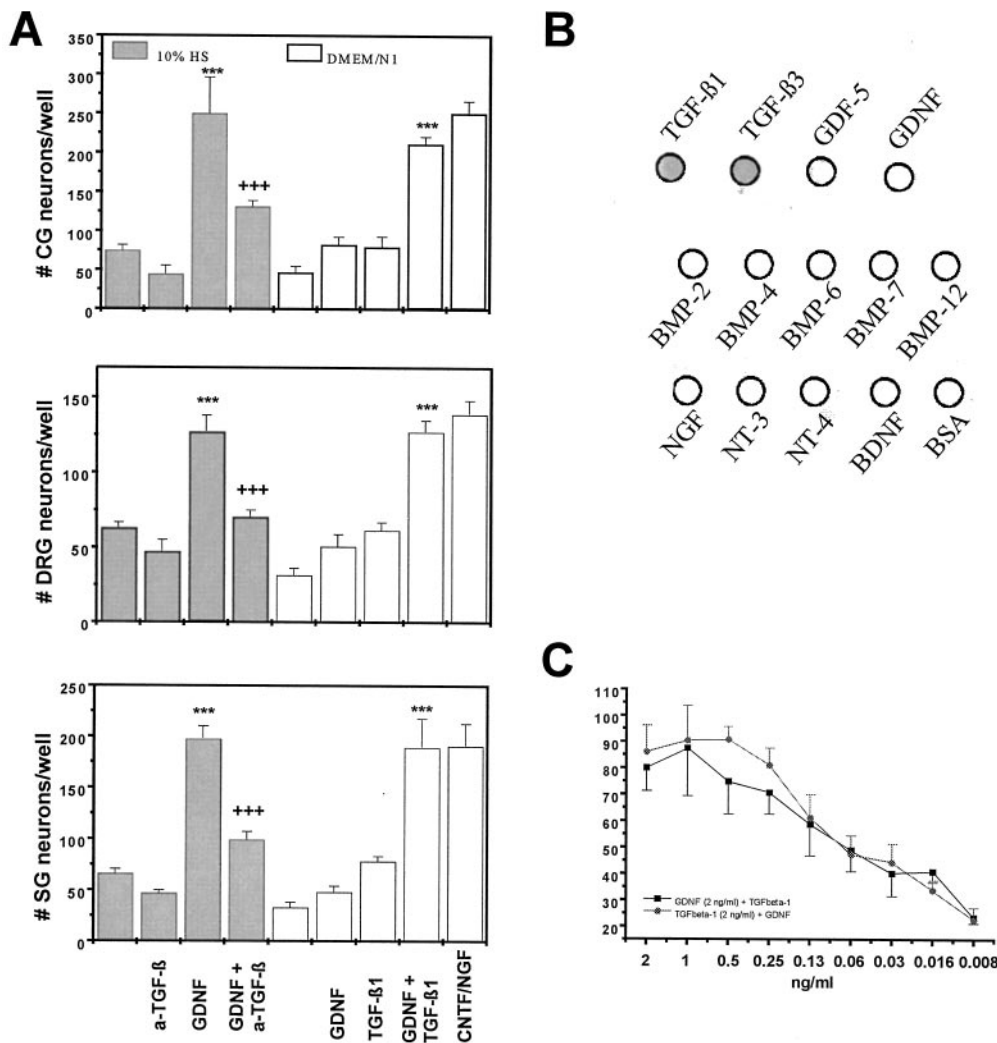 A
350
300
250
200
150
100
50
0
# CG neurons/well
10% HS
DMEM/N1
***
+++
***
150
100
50
0
# DRG neurons/well
***
+++
***
250
200
150
100
50
0
# SG neurons/well
***
+++
***
a-TGF-ß
GDNF
GDNF +
a-TGF-ß
GDNF
TGF-ß1
GDNF +
TGF-ß1
CNTF/NGF
B
TGF-ß1 TGF-ß3 GDF-5 GDNF
BMP-2 BMP-4 BMP-6 BMP-7 BMP-12
NGF NT-3 NT-4 BDNF BSA
C
110
100
90
80
70
60
50
40
30
20
GDNF (2 ng/ml) + TGFbeta-1
TGFbeta-1 (2 ng/ml) + GDNF
2 1 0.5 0.25 0.13 0.06 0.03 0.016 0.008
ng/ml